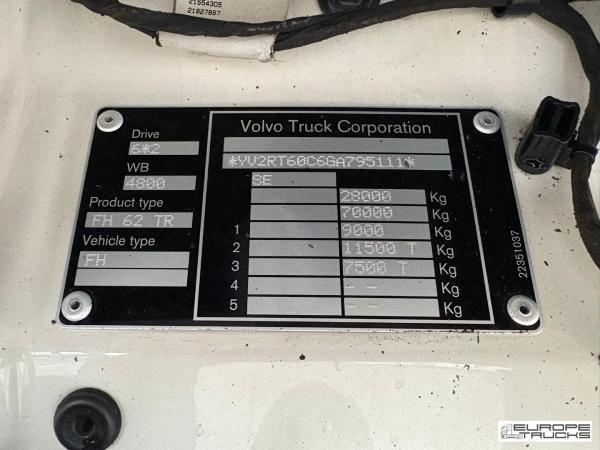 21554305
21827857
Volvo Truck Corporation
Drive
6*2
*YV2RT60C6GA795111*
WB
4800
SE
28000 Kg
70000 Kg
Product type
FH 62 TR
1 9000 Kg
2 11500 T Kg
Vehicle type
FH
3 7500 T Kg
4 -- Kg
5 -- Kg
22351037
EUROPE
TRUCKS